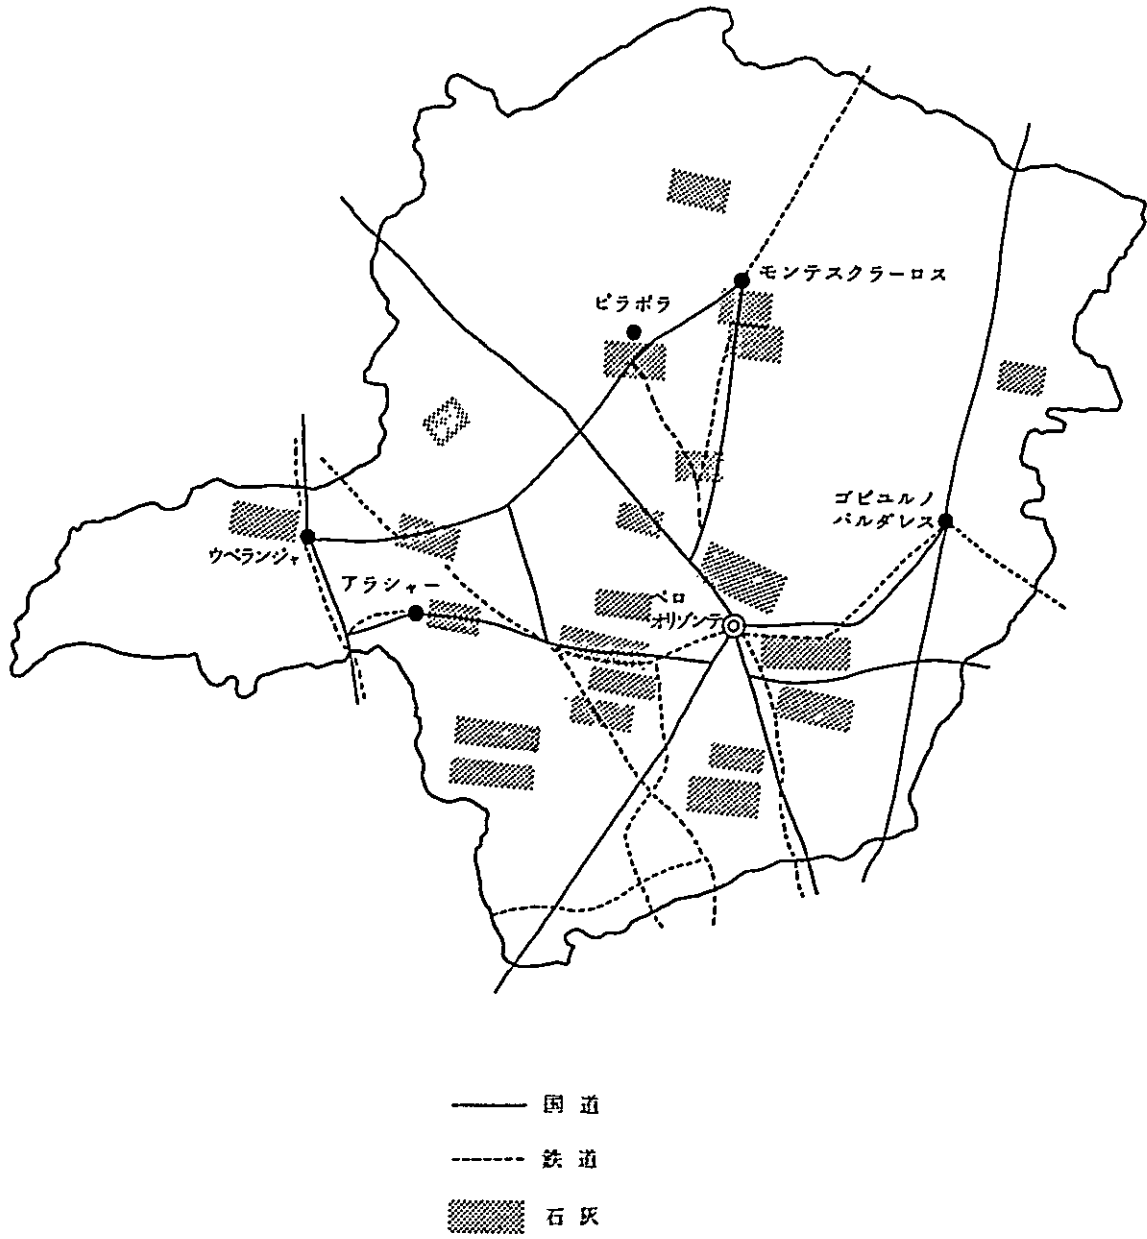 モンテスクラーロス
ピラポラ
ゴビユルノ
バルダレス
ウベランジャ
アラシャー
ベロ
オリゾンテ
国道
鉄道
石灰